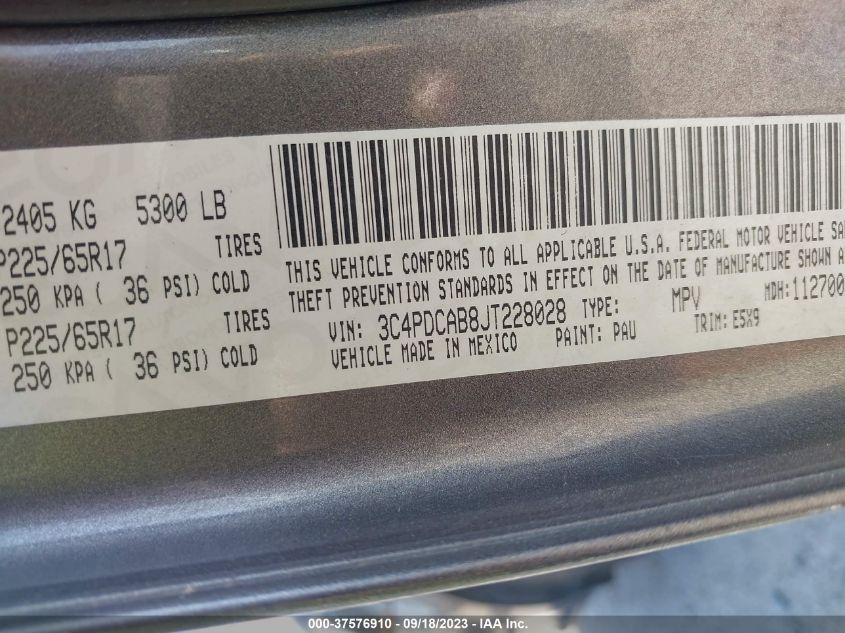 2405 KG 5300 LB
P225/65R17 TIRES
250 KPA ( 36 PSI) COLD
P225/65R17 TIRES
250 KPA ( 36 PSI) COLD
THIS VEHICLE CONFORMS TO ALL APPLICABLE U.S.A. FEDERAL MOTOR VEHICLE SA
THEFT PREVENTION STANDARDS IN EFFECT ON THE DATE OF MANUFACTURE SHOWN A
VIN: 3C4PDCAB8JT228028 TYPE: MPV MDH:112700
VEHICLE MADE IN MEXICO PAINT: PAU TRIM: E5X9
000-37576910 - 09/18/2023 - IAA Inc.